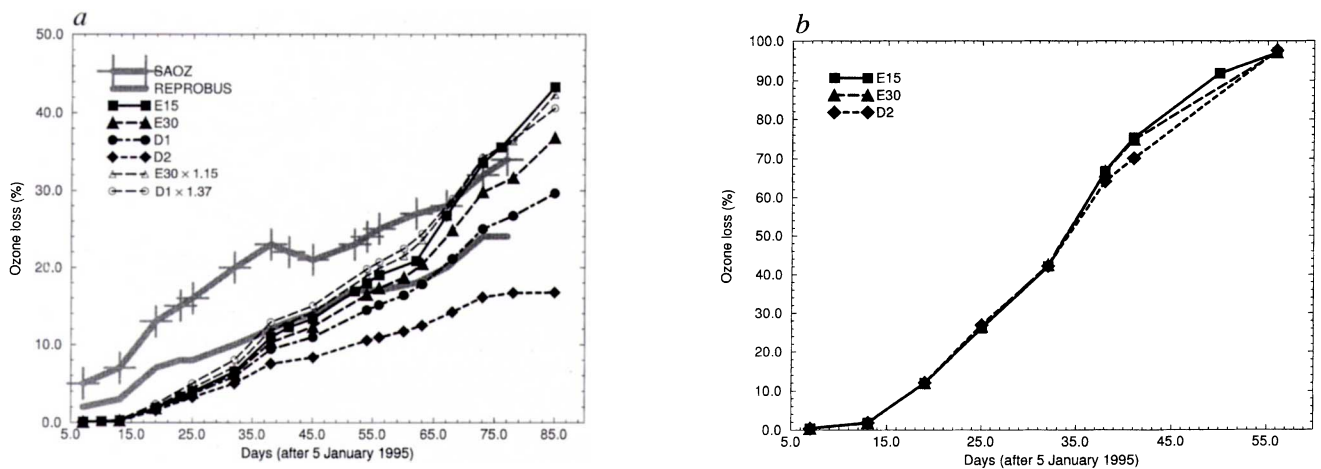 a
50.0
40.0
30.0
20.0
10.0
0.0
Ozone loss (%)
SAOZ
REPROBUS
E15
E30
D1
D2
E30 × 1.15
D1 × 1.37
5.0 15.0 25.0 35.0 45.0 55.0 65.0 75.0 85.0
Days (after 5 January 1995)
b
100.0
90.0
80.0
70.0
60.0
50.0
40.0
30.0
20.0
10.0
0.0
Ozone loss (%)
E15
E30
D2
5.0 15.0 25.0 35.0 45.0 55.0
Days (after 5 January 1995)